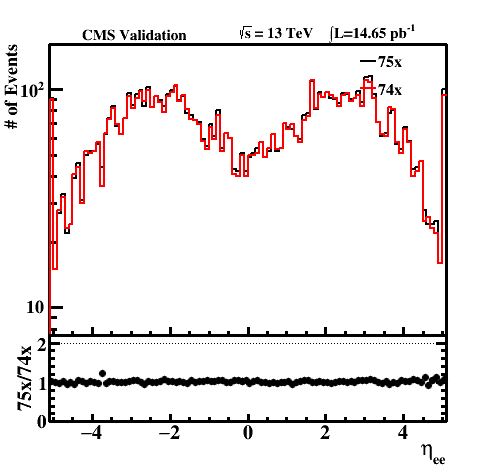 CMS Validation √s = 13 TeV ∫L=14.65 pb⁻¹
# of Events
75x
74x
10²
10
75x/74x
2
1
0
−4 −2 0 2 4
ηee